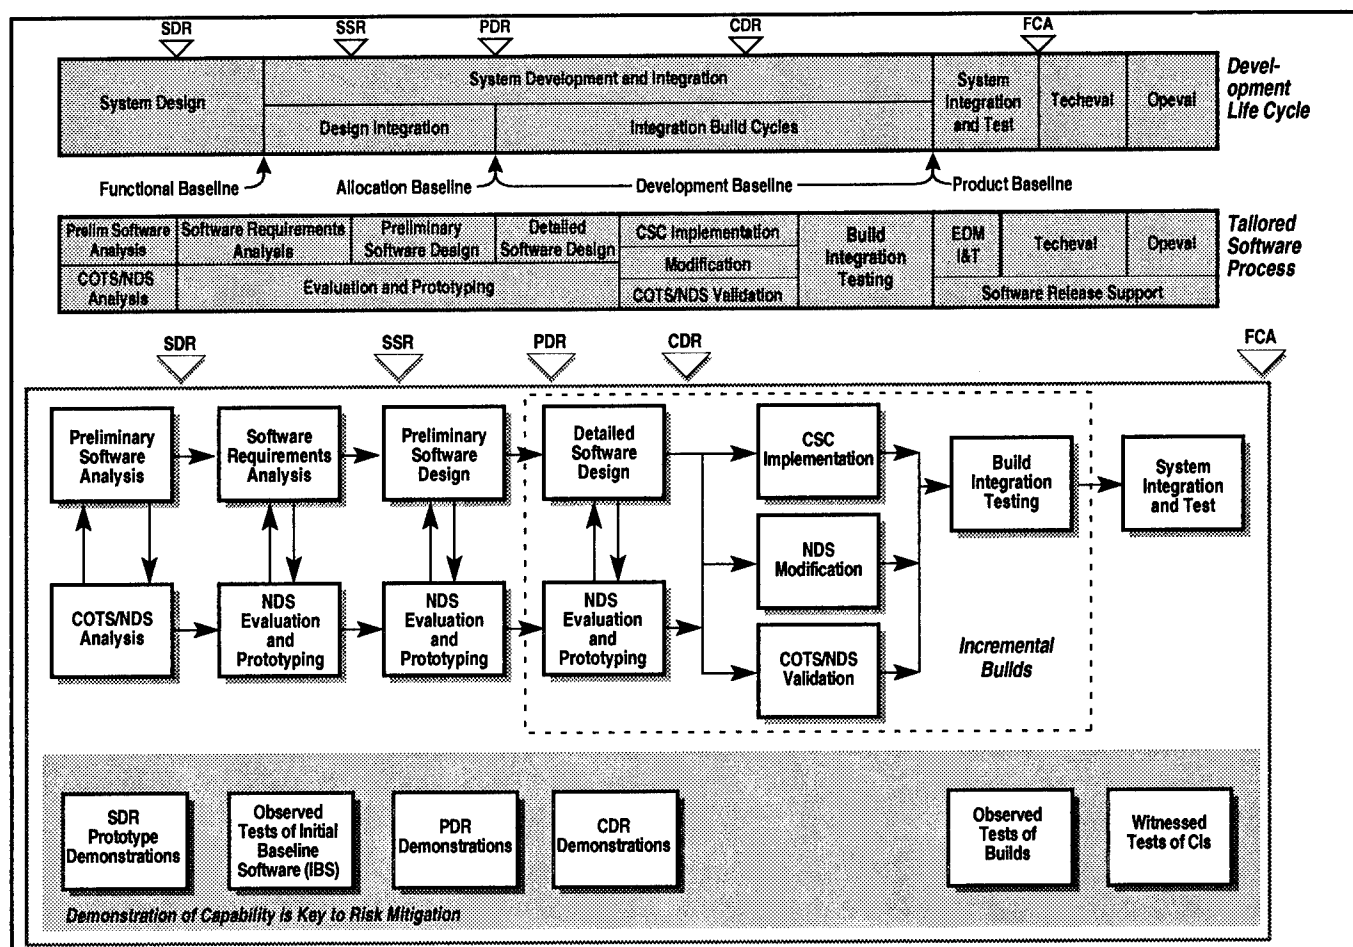 SDR
SSR
PDR
CDR
FCA
System Design
System Development and Integration
Design Integration
Integration Build Cycles
System
Integration
and Test
Techeval
Opeval
Devel-
opment
Life Cycle
Functional Baseline
Allocation Baseline
Development Baseline
Product Baseline
Prelim Software
Analysis
Software Requirements
Analysis
Preliminary
Software Design
Detailed
Software Design
CSC Implementation
Modification
COTS/NDS Validation
Build
Integration
Testing
EDM
I&T
Techeval
Opeval
COTS/NDS
Analysis
Evaluation and Prototyping
Software Release Support
Tailored
Software
Process
SDR
SSR
PDR
CDR
FCA
Preliminary
Software
Analysis
Software
Requirements
Analysis
Preliminary
Software
Design
Detailed
Software
Design
CSC
Implementation
Build
Integration
Testing
System
Integration
and Test
NDS
Modification
COTS/NDS
Analysis
NDS
Evaluation
and
Prototyping
NDS
Evaluation
and
Prototyping
NDS
Evaluation
and
Prototyping
COTS/NDS
Validation
Incremental
Builds
SDR
Prototype
Demonstrations
Observed
Tests of Initial
Baseline
Software (IBS)
PDR
Demonstrations
CDR
Demonstrations
Observed
Tests of
Builds
Witnessed
Tests of CIs
Demonstration of Capability is Key to Risk Mitigation